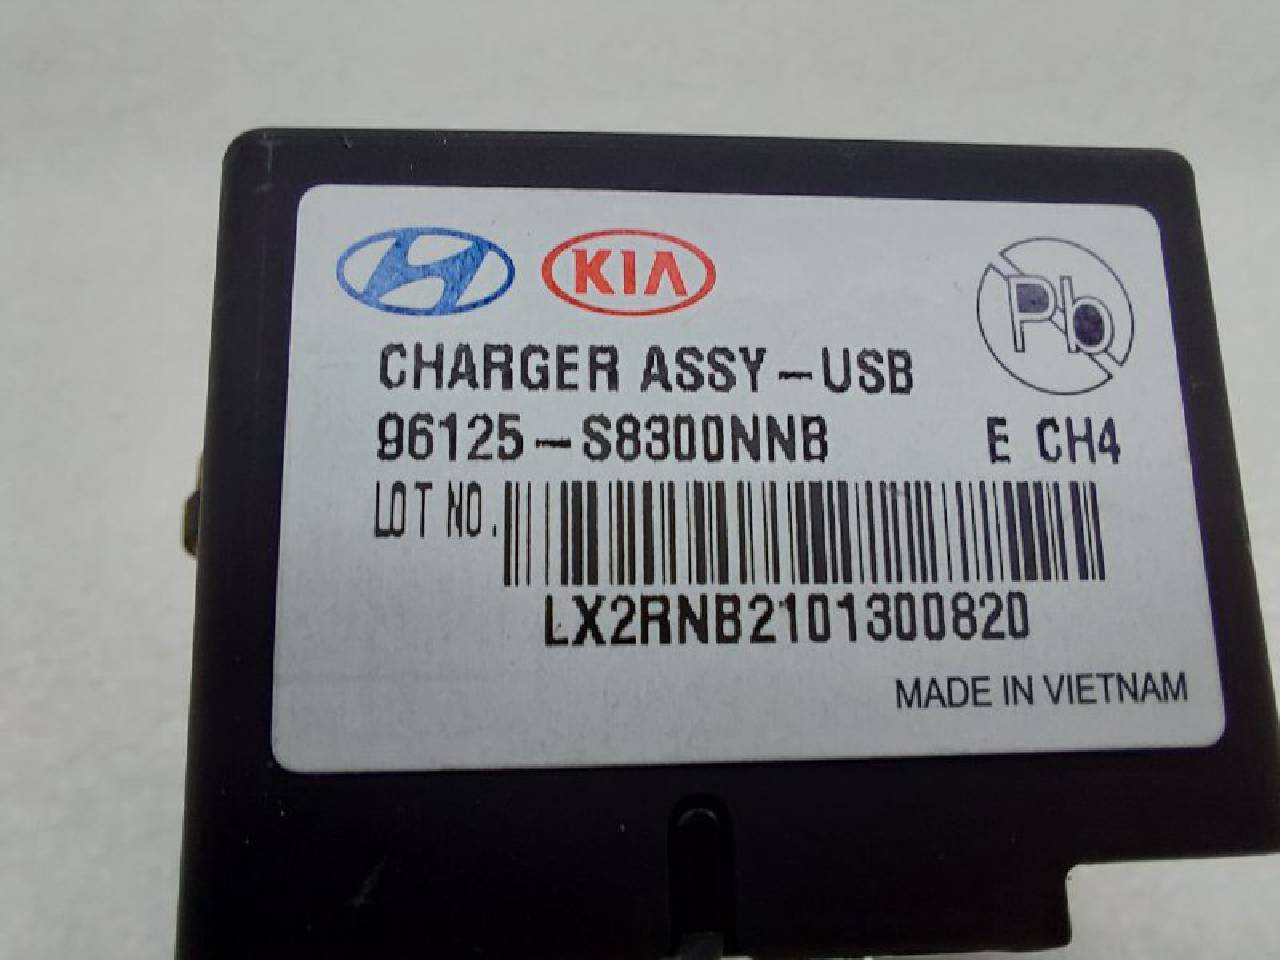 KIA
Pb
CHARGER ASSY-USB
96125-S8300NNB E CH4
LOT NO.
LX2RNB2101300820
MADE IN VIETNAM